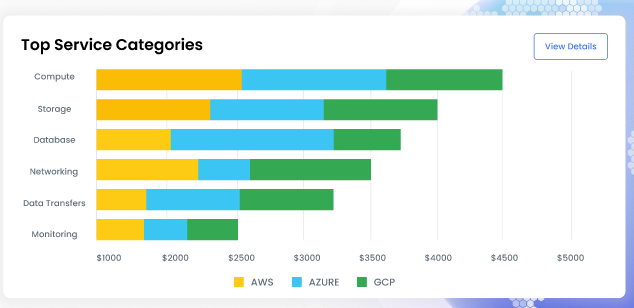 Top Service Categories
View Details
Compute
Storage
Database
Networking
Data Transfers
Monitoring
$1000 $2000 $2500 $3000 $3500 $4000 $4500 $5000
AWS AZURE GCP